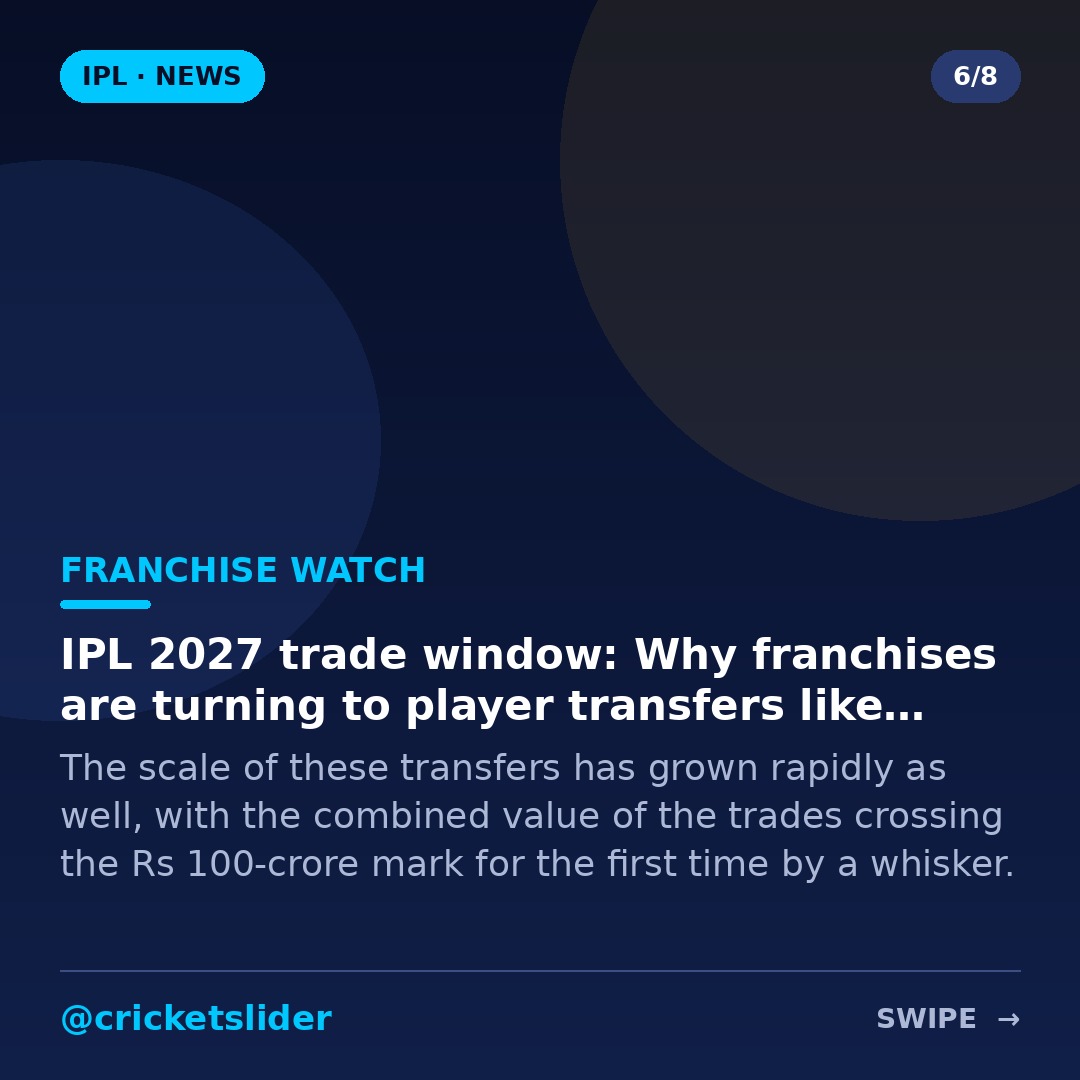 IPL · NEWS
6/8
FRANCHISE WATCH
IPL 2027 trade window: Why franchises
are turning to player transfers like…
The scale of these transfers has grown rapidly as
well, with the combined value of the trades crossing
the Rs 100-crore mark for the first time by a whisker.
@cricketslider
SWIPE →